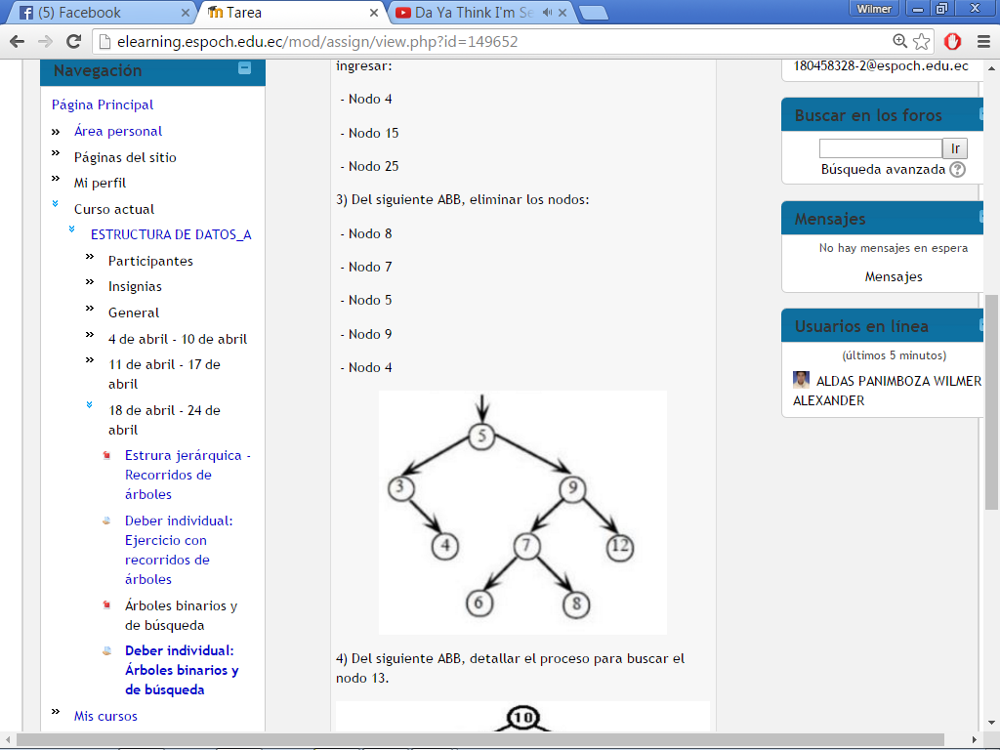 (5) Facebook
Tarea
Da Ya Think I'm Se
Wilmer
elearning.espoch.edu.ec/mod/assign/view.php?id=149652
Navegación
Página Principal
Área personal
Páginas del sitio
Mi perfil
Curso actual
ESTRUCTURA DE DATOS_A
Participantes
Insignias
General
4 de abril - 10 de abril
11 de abril - 17 de
abril
18 de abril - 24 de
abril
Estrura jerárquica -
Recorridos de
árboles
Deber individual:
Ejercicio con
recorridos de
árboles
Árboles binarios y
de búsqueda
Deber individual:
Árboles binarios y
de búsqueda
Mis cursos
ingresar:
- Nodo 4
- Nodo 15
- Nodo 25
3) Del siguiente ABB, eliminar los nodos:
- Nodo 8
- Nodo 7
- Nodo 5
- Nodo 9
- Nodo 4
5
3
9
4
7
12
6
8
4) Del siguiente ABB, detallar el proceso para buscar el
nodo 13.
10
180458328-2@espoch.edu.ec
Buscar en los foros
Ir
Búsqueda avanzada ?
Mensajes
No hay mensajes en espera
Mensajes
Usuarios en línea
(últimos 5 minutos)
ALDAS PANIMBOZA WILMER
ALEXANDER